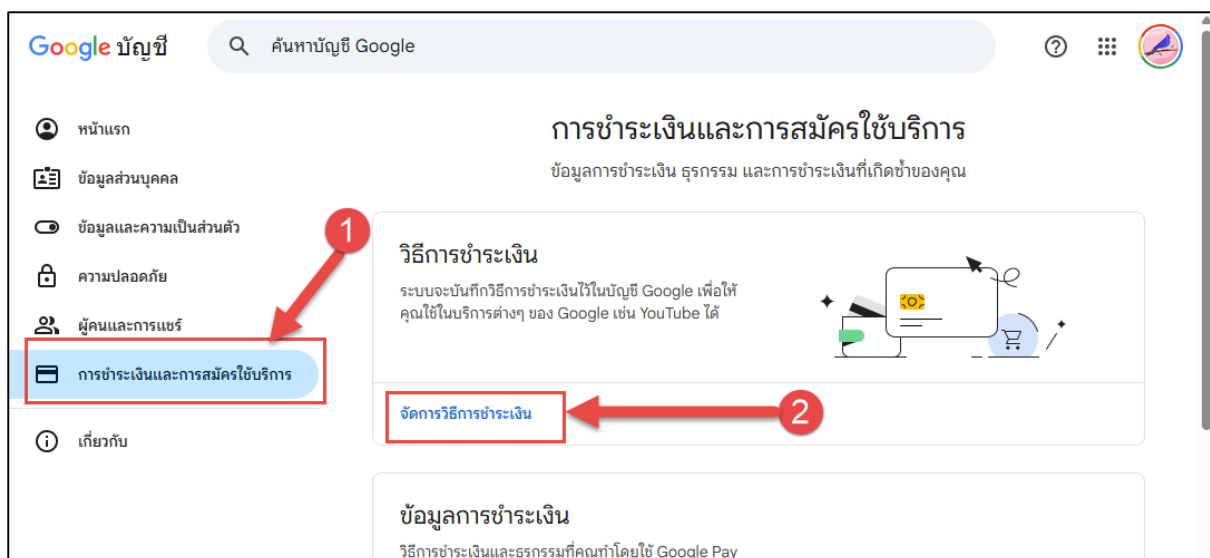 Google บัญชี
ค้นหาบัญชี Google
หน้าแรก
ข้อมูลส่วนบุคคล
ข้อมูลและความเป็นส่วนตัว
ความปลอดภัย
ผู้คนและการแชร์
การชำระเงินและการสมัครใช้บริการ
เกี่ยวกับ
1
การชำระเงินและการสมัครใช้บริการ
ข้อมูลการชำระเงิน ธุรกรรม และการชำระเงินที่เกิดซ้ำของคุณ
วิธีการชำระเงิน
ระบบจะบันทึกวิธีการชำระเงินไว้ในบัญชี Google เพื่อให้
คุณใช้ในบริการต่างๆ ของ Google เช่น YouTube ได้
จัดการวิธีการชำระเงิน
2
ข้อมูลการชำระเงิน
วิธีการชำระเงินและธุรกรรมที่คุณทำโดยใช้ Google Pay